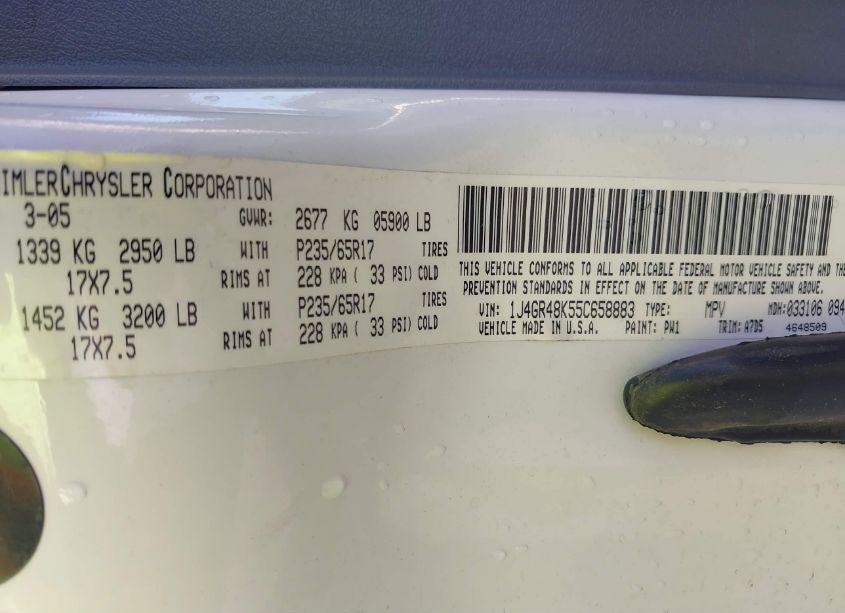 IMLERCHRYSLER CORPORATION
3-05 GVWR: 2677 KG 05900 LB
1339 KG 2950 LB WITH P235/65R17 TIRES
17X7.5 RIMS AT 228 KPA ( 33 PSI) COLD
1452 KG 3200 LB WITH P235/65R17 TIRES
17X7.5 RIMS AT 228 KPA ( 33 PSI) COLD
THIS VEHICLE CONFORMS TO ALL APPLICABLE FEDERAL MOTOR VEHICLE SAFETY AND THE
PREVENTION STANDARDS IN EFFECT ON THE DATE OF MANUFACTURE SHOWN ABOVE.
VIN: 1J4GR48K55C658883 TYPE: MPV MDH: 033106 094
VEHICLE MADE IN U.S.A. PAINT: PW1 TRIM: A7D5 4648509